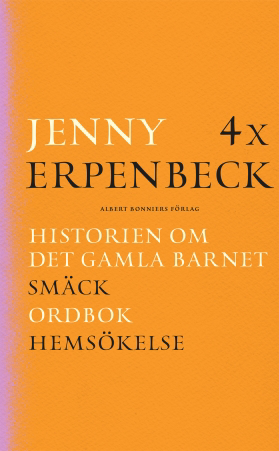 JENNY 4X
ERPENBECK
ALBERT BONNIERS FÖRLAG
HISTORIEN OM
DET GAMLA BARNET
SMÄCK
ORDBOK
HEMSÖKELSE